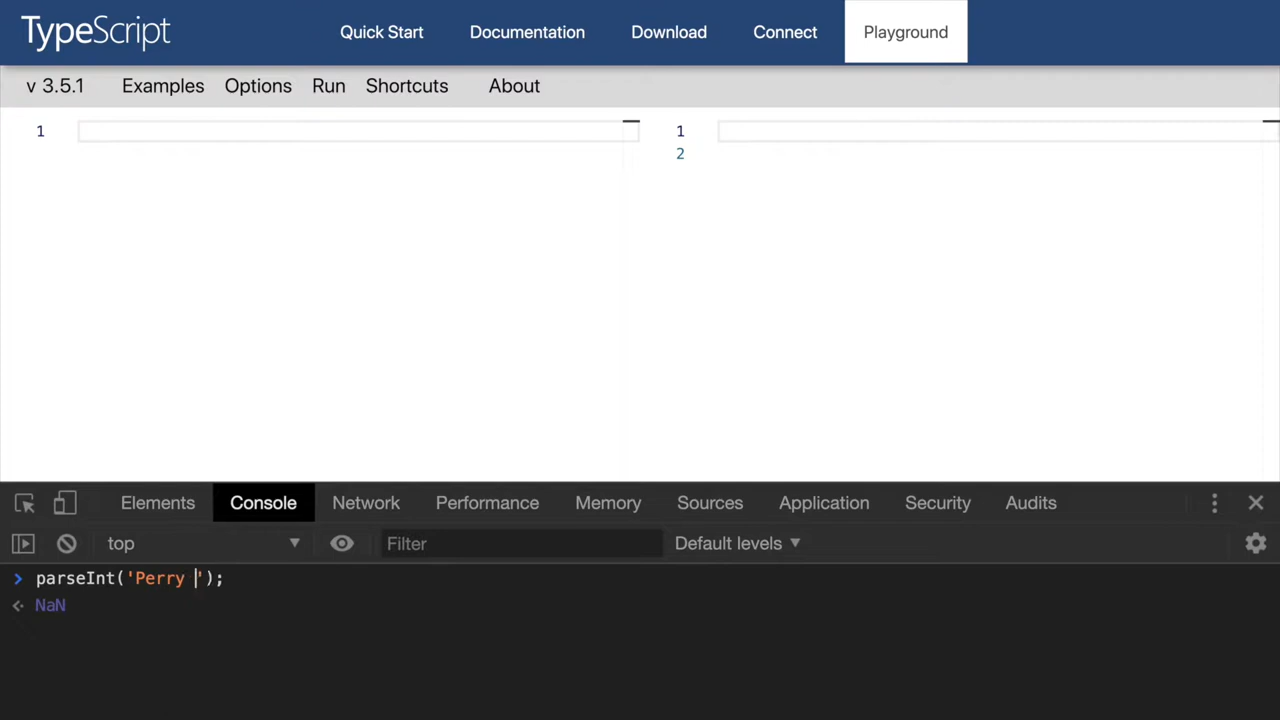 TypeScript Quick Start Documentation Download Connect Playground
v 3.5.1 Examples Options Run Shortcuts About
1 1
2
Elements Console Network Performance Memory Sources Application Security Audits
top Filter Default levels
parseInt('Perry ');
NaN